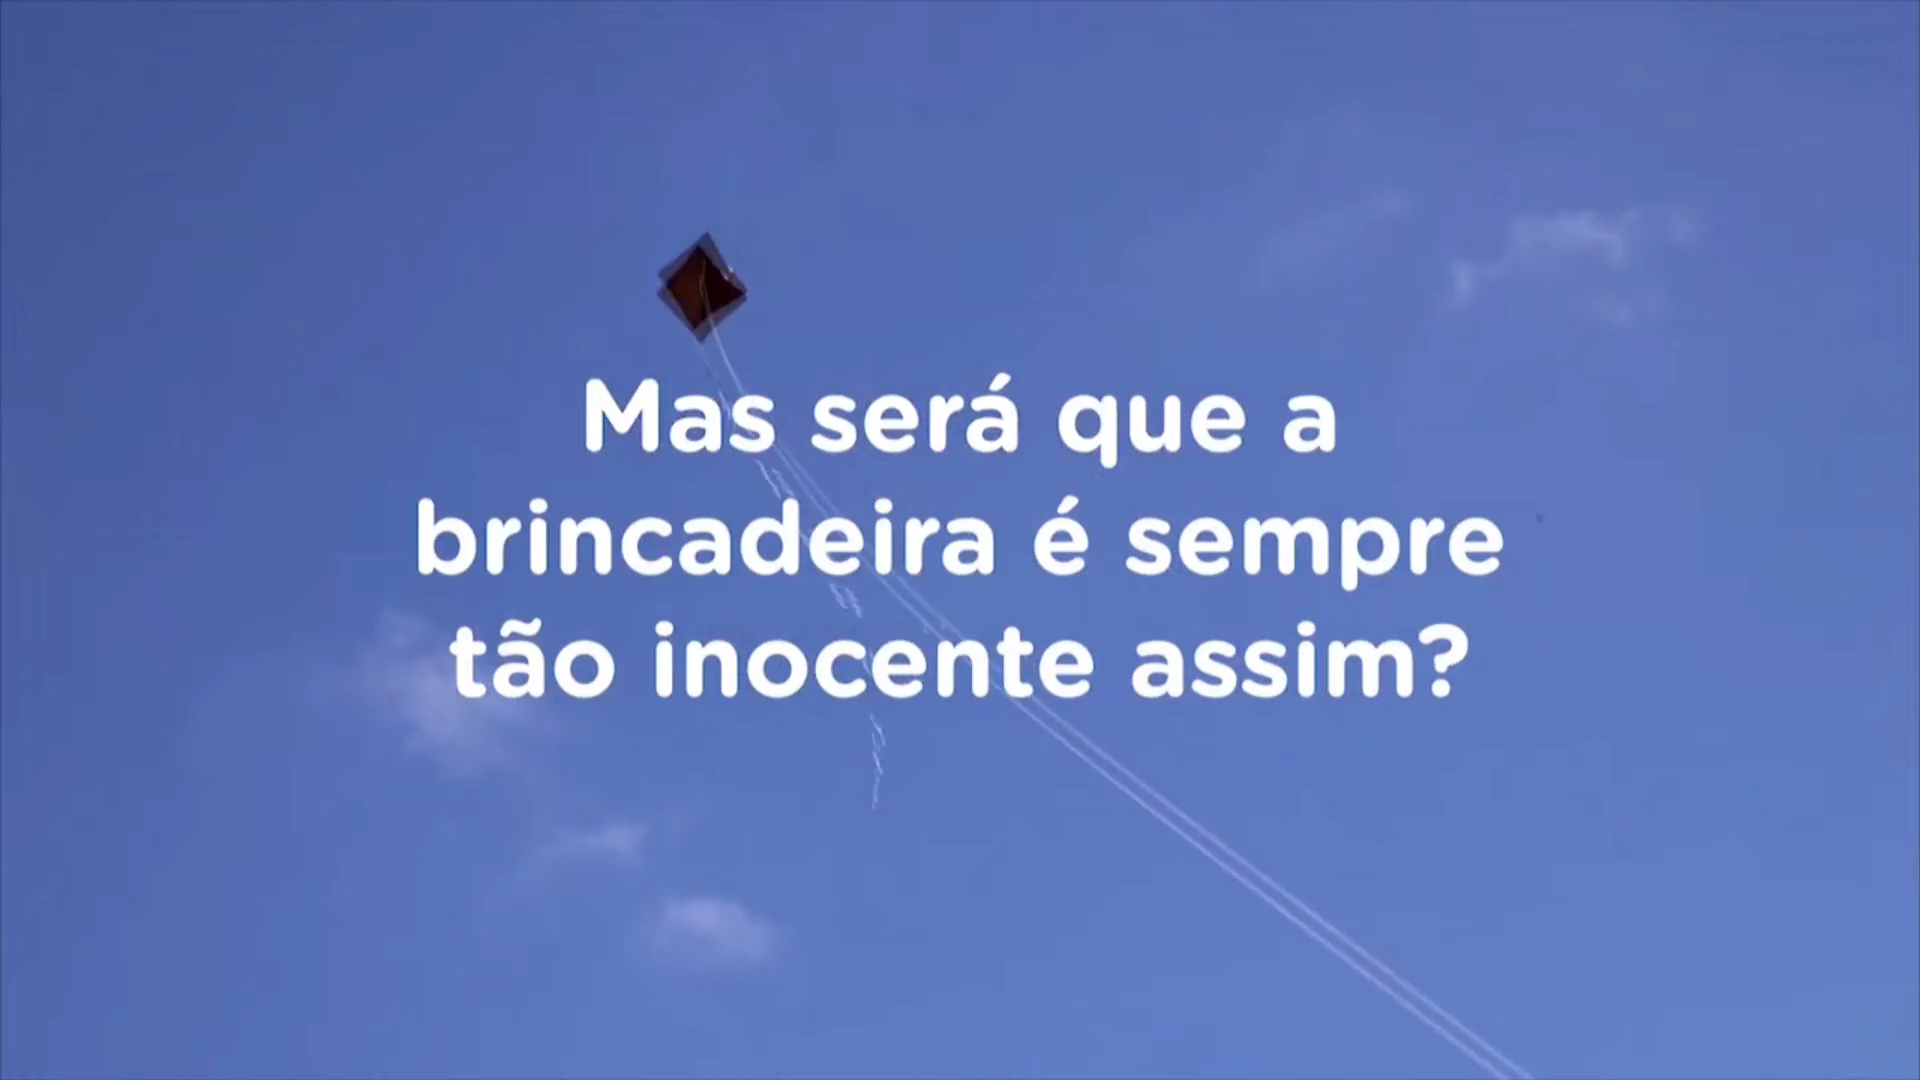 Mas será que a
brincadeira é sempre
tão inocente assim?